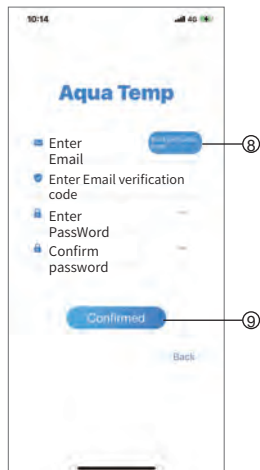 10:14
4G
Aqua Temp
Enter
Email
⑧
Enter Email verification
code
Enter
PassWord
Confirm
password
Confirmed
⑨
Back